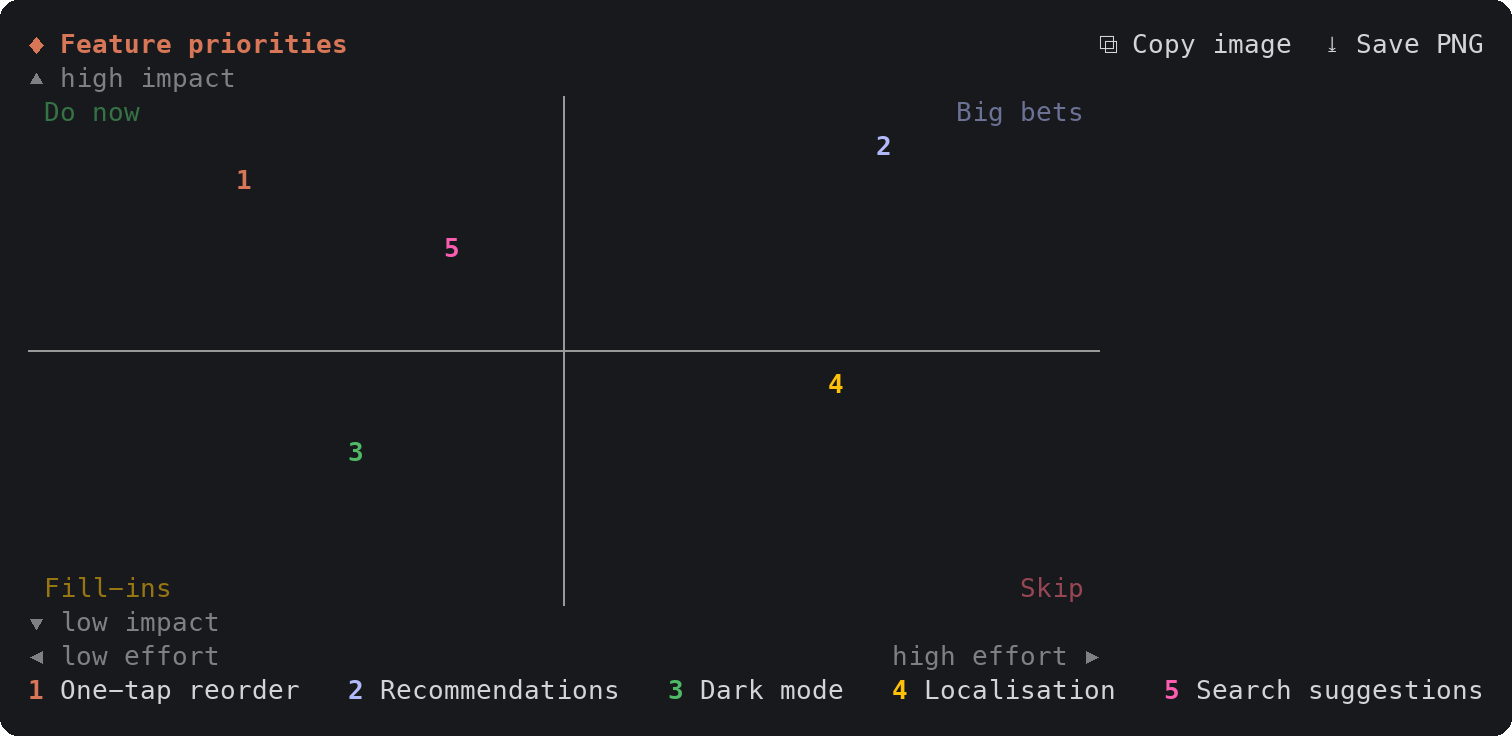 ♦ Feature priorities ⧉ Copy image ⤓ Save PNG
▲ high impact
Do now Big bets
2
1
5
4
3
Fill−ins Skip
▼ low impact
◀ low effort high effort ▶
1 One−tap reorder 2 Recommendations 3 Dark mode 4 Localisation 5 Search suggestions